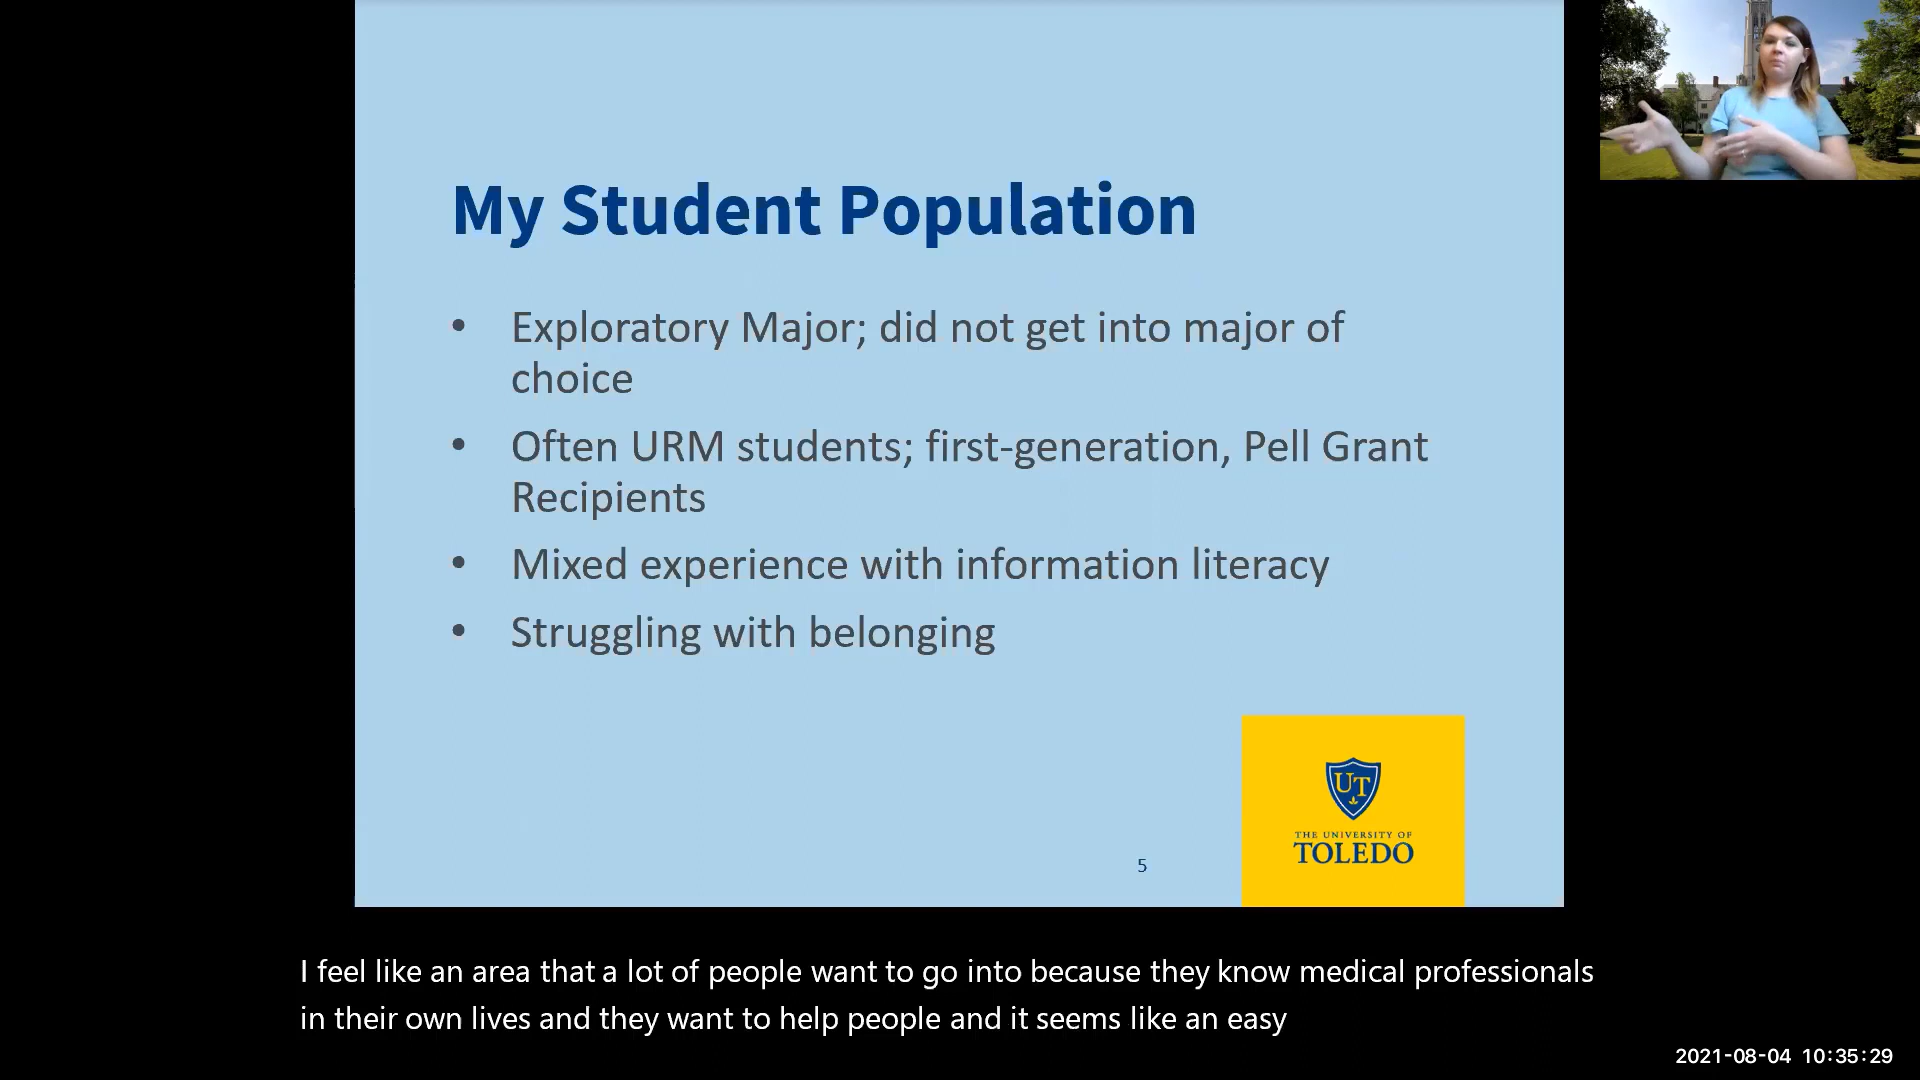 My Student Population
• Exploratory Major; did not get into major of
choice
• Often URM students; first-generation, Pell Grant
Recipients
• Mixed experience with information literacy
• Struggling with belonging
UT
THE UNIVERSITY OF
TOLEDO
5
I feel like an area that a lot of people want to go into because they know medical professionals
in their own lives and they want to help people and it seems like an easy
2021-08-04 10:35:29